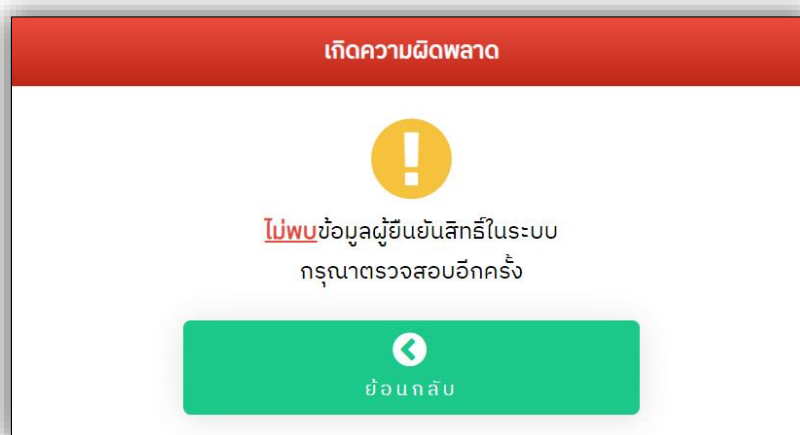 เกิดความผิดพลาด
ไม่พบข้อมูลผู้ยืนยันสิทธิ์ในระบบ
กรุณาตรวจสอบอีกครั้ง
ย้อนกลับ